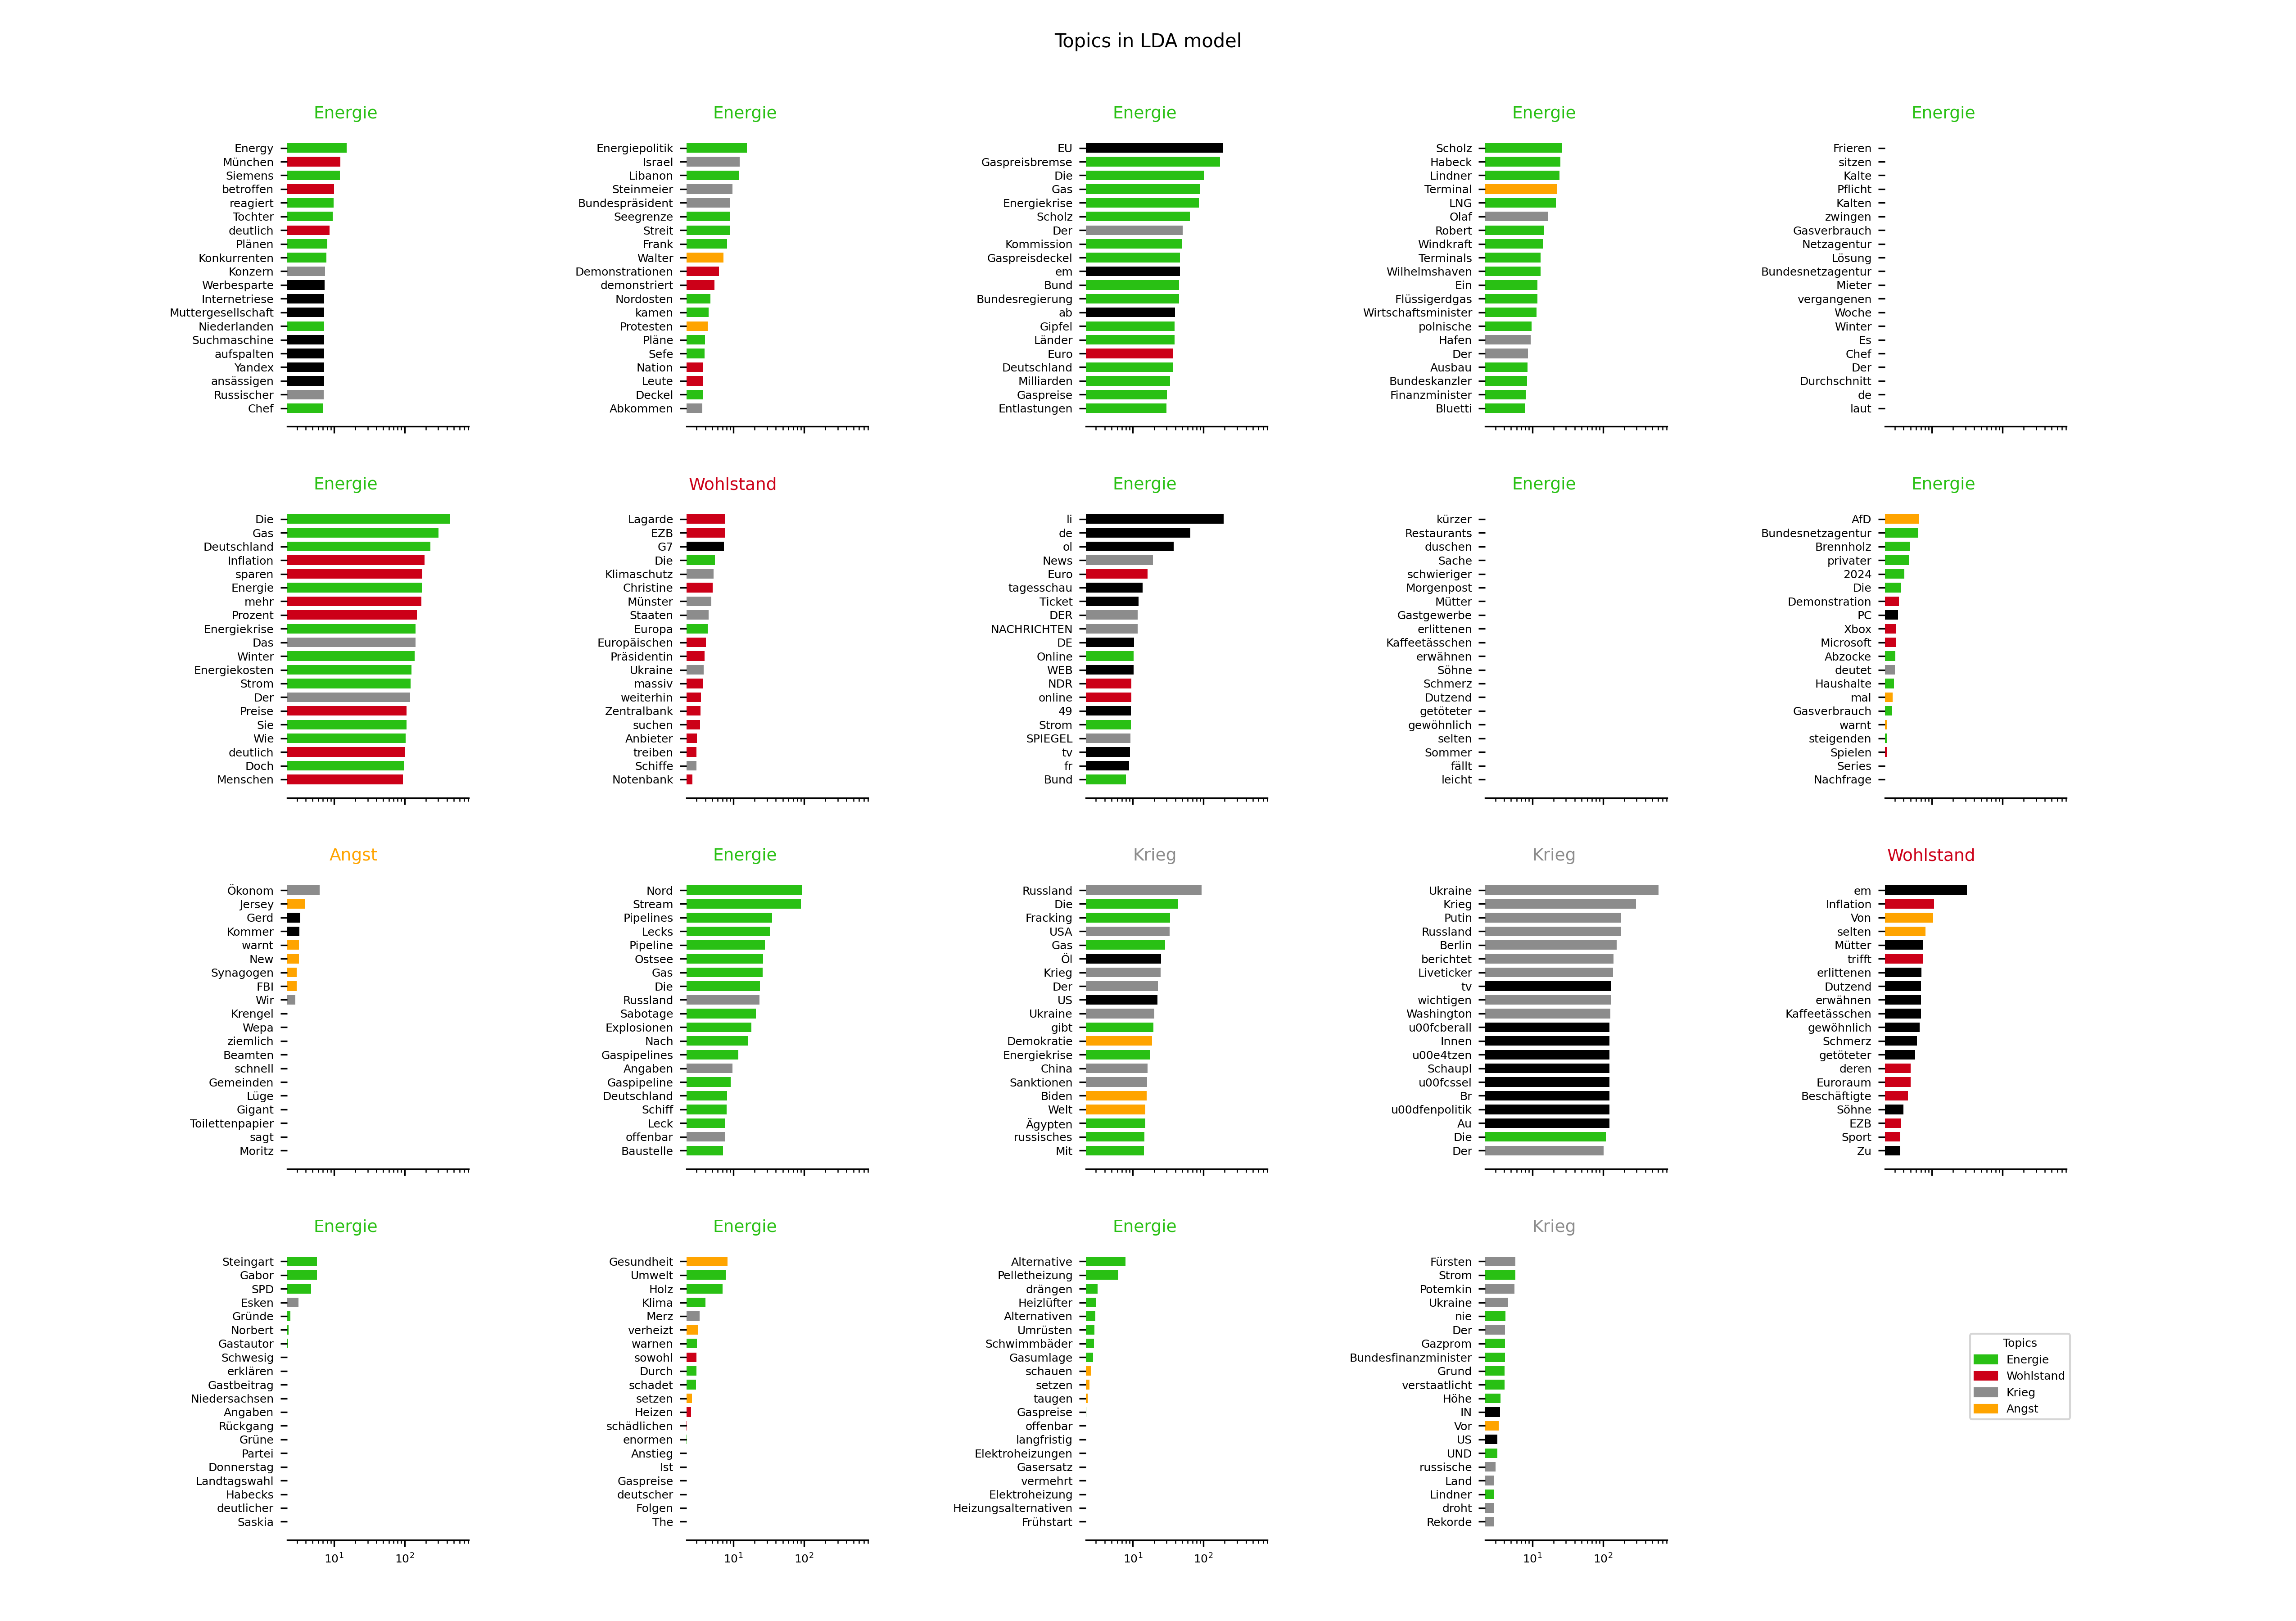 Topics in LDA model
Energie
Energy
München
Siemens
betroffen
reagiert
Tochter
deutlich
Plänen
Konkurrenten
Konzern
Werbesparte
Internetriese
Muttergesellschaft
Niederlanden
Suchmaschine
aufspalten
Yandex
ansässigen
Russischer
Chef
Energie
Energiepolitik
Israel
Libanon
Steinmeier
Bundespräsident
Seegrenze
Streit
Frank
Walter
Demonstrationen
demonstriert
Nordosten
kamen
Protesten
Pläne
Sefe
Nation
Leute
Deckel
Abkommen
Energie
EU
Gaspreisbremse
Die
Gas
Energiekrise
Scholz
Der
Kommission
Gaspreisdeckel
em
Bund
Bundesregierung
ab
Gipfel
Länder
Euro
Deutschland
Milliarden
Gaspreise
Entlastungen
Energie
Scholz
Habeck
Lindner
Terminal
LNG
Olaf
Robert
Windkraft
Terminals
Wilhelmshaven
Ein
Flüssigerdgas
Wirtschaftsminister
polnische
Hafen
Der
Ausbau
Bundeskanzler
Finanzminister
Bluetti
Energie
Frieren
sitzen
Kalte
Pflicht
Kalten
zwingen
Gasverbrauch
Netzagentur
Lösung
Bundesnetzagentur
Mieter
vergangenen
Woche
Winter
Es
Chef
Der
Durchschnitt
de
laut
Energie
Die
Gas
Deutschland
Inflation
sparen
Energie
mehr
Prozent
Energiekrise
Das
Winter
Energiekosten
Strom
Der
Preise
Sie
Wie
deutlich
Doch
Menschen
Wohlstand
Lagarde
EZB
G7
Die
Klimaschutz
Christine
Münster
Staaten
Europa
Europäischen
Präsidentin
Ukraine
massiv
weiterhin
Zentralbank
suchen
Anbieter
treiben
Schiffe
Notenbank
Energie
li
de
ol
News
Euro
tagesschau
Ticket
DER
NACHRICHTEN
DE
Online
WEB
NDR
online
49
Strom
SPIEGEL
tv
fr
Bund
Energie
kürzer
Restaurants
duschen
Sache
schwieriger
Morgenpost
Mütter
Gastgewerbe
erlittenen
Kaffeetässchen
erwähnen
Söhne
Schmerz
Dutzend
getöteter
gewöhnlich
selten
Sommer
fällt
leicht
Energie
AfD
Bundesnetzagentur
Brennholz
privater
2024
Die
Demonstration
PC
Xbox
Microsoft
Abzocke
deutet
Haushalte
mal
Gasverbrauch
warnt
steigenden
Spielen
Series
Nachfrage
Angst
Ökonom
Jersey
Gerd
Kommer
warnt
New
Synagogen
FBI
Wir
Krengel
Wepa
ziemlich
Beamten
schnell
Gemeinden
Lüge
Gigant
Toilettenpapier
sagt
Moritz
Energie
Nord
Stream
Pipelines
Lecks
Pipeline
Ostsee
Gas
Die
Russland
Sabotage
Explosionen
Nach
Gaspipelines
Angaben
Gaspipeline
Deutschland
Schiff
Leck
offenbar
Baustelle
Krieg
Russland
Die
Fracking
USA
Gas
Öl
Krieg
Der
US
Ukraine
gibt
Demokratie
Energiekrise
China
Sanktionen
Biden
Welt
Ägypten
russisches
Mit
Krieg
Ukraine
Krieg
Putin
Russland
Berlin
berichtet
Liveticker
tv
wichtigen
Washington
u00fcberall
Innen
u00e4tzen
Schaupl
u00fcssel
Br
u00dfenpolitik
Au
Die
Der
Wohlstand
em
Inflation
Von
selten
Mütter
trifft
erlittenen
Dutzend
erwähnen
Kaffeetässchen
gewöhnlich
Schmerz
getöteter
deren
Euroraum
Beschäftigte
Söhne
EZB
Sport
Zu
Energie
Steingart
Gabor
SPD
Esken
Gründe
Norbert
Gastautor
Schwesig
erklären
Gastbeitrag
Niedersachsen
Angaben
Rückgang
Grüne
Partei
Donnerstag
Landtagswahl
Habecks
deutlicher
Saskia
10¹ 10²
Energie
Gesundheit
Umwelt
Holz
Klima
Merz
verheizt
warnen
sowohl
Durch
schadet
setzen
Heizen
schädlichen
enormen
Anstieg
Ist
Gaspreise
deutscher
Folgen
The
10¹ 10²
Energie
Alternative
Pelletheizung
drängen
Heizlüfter
Alternativen
Umrüsten
Schwimmbäder
Gasumlage
schauen
setzen
taugen
Gaspreise
offenbar
langfristig
Elektroheizungen
Gasersatz
vermehrt
Elektroheizung
Heizungsalternativen
Frühstart
10¹ 10²
Krieg
Fürsten
Strom
Potemkin
Ukraine
nie
Der
Gazprom
Bundesfinanzminister
Grund
verstaatlicht
Höhe
IN
Vor
US
UND
russische
Land
Lindner
droht
Rekorde
10¹ 10²
Topics
Energie
Wohlstand
Krieg
Angst